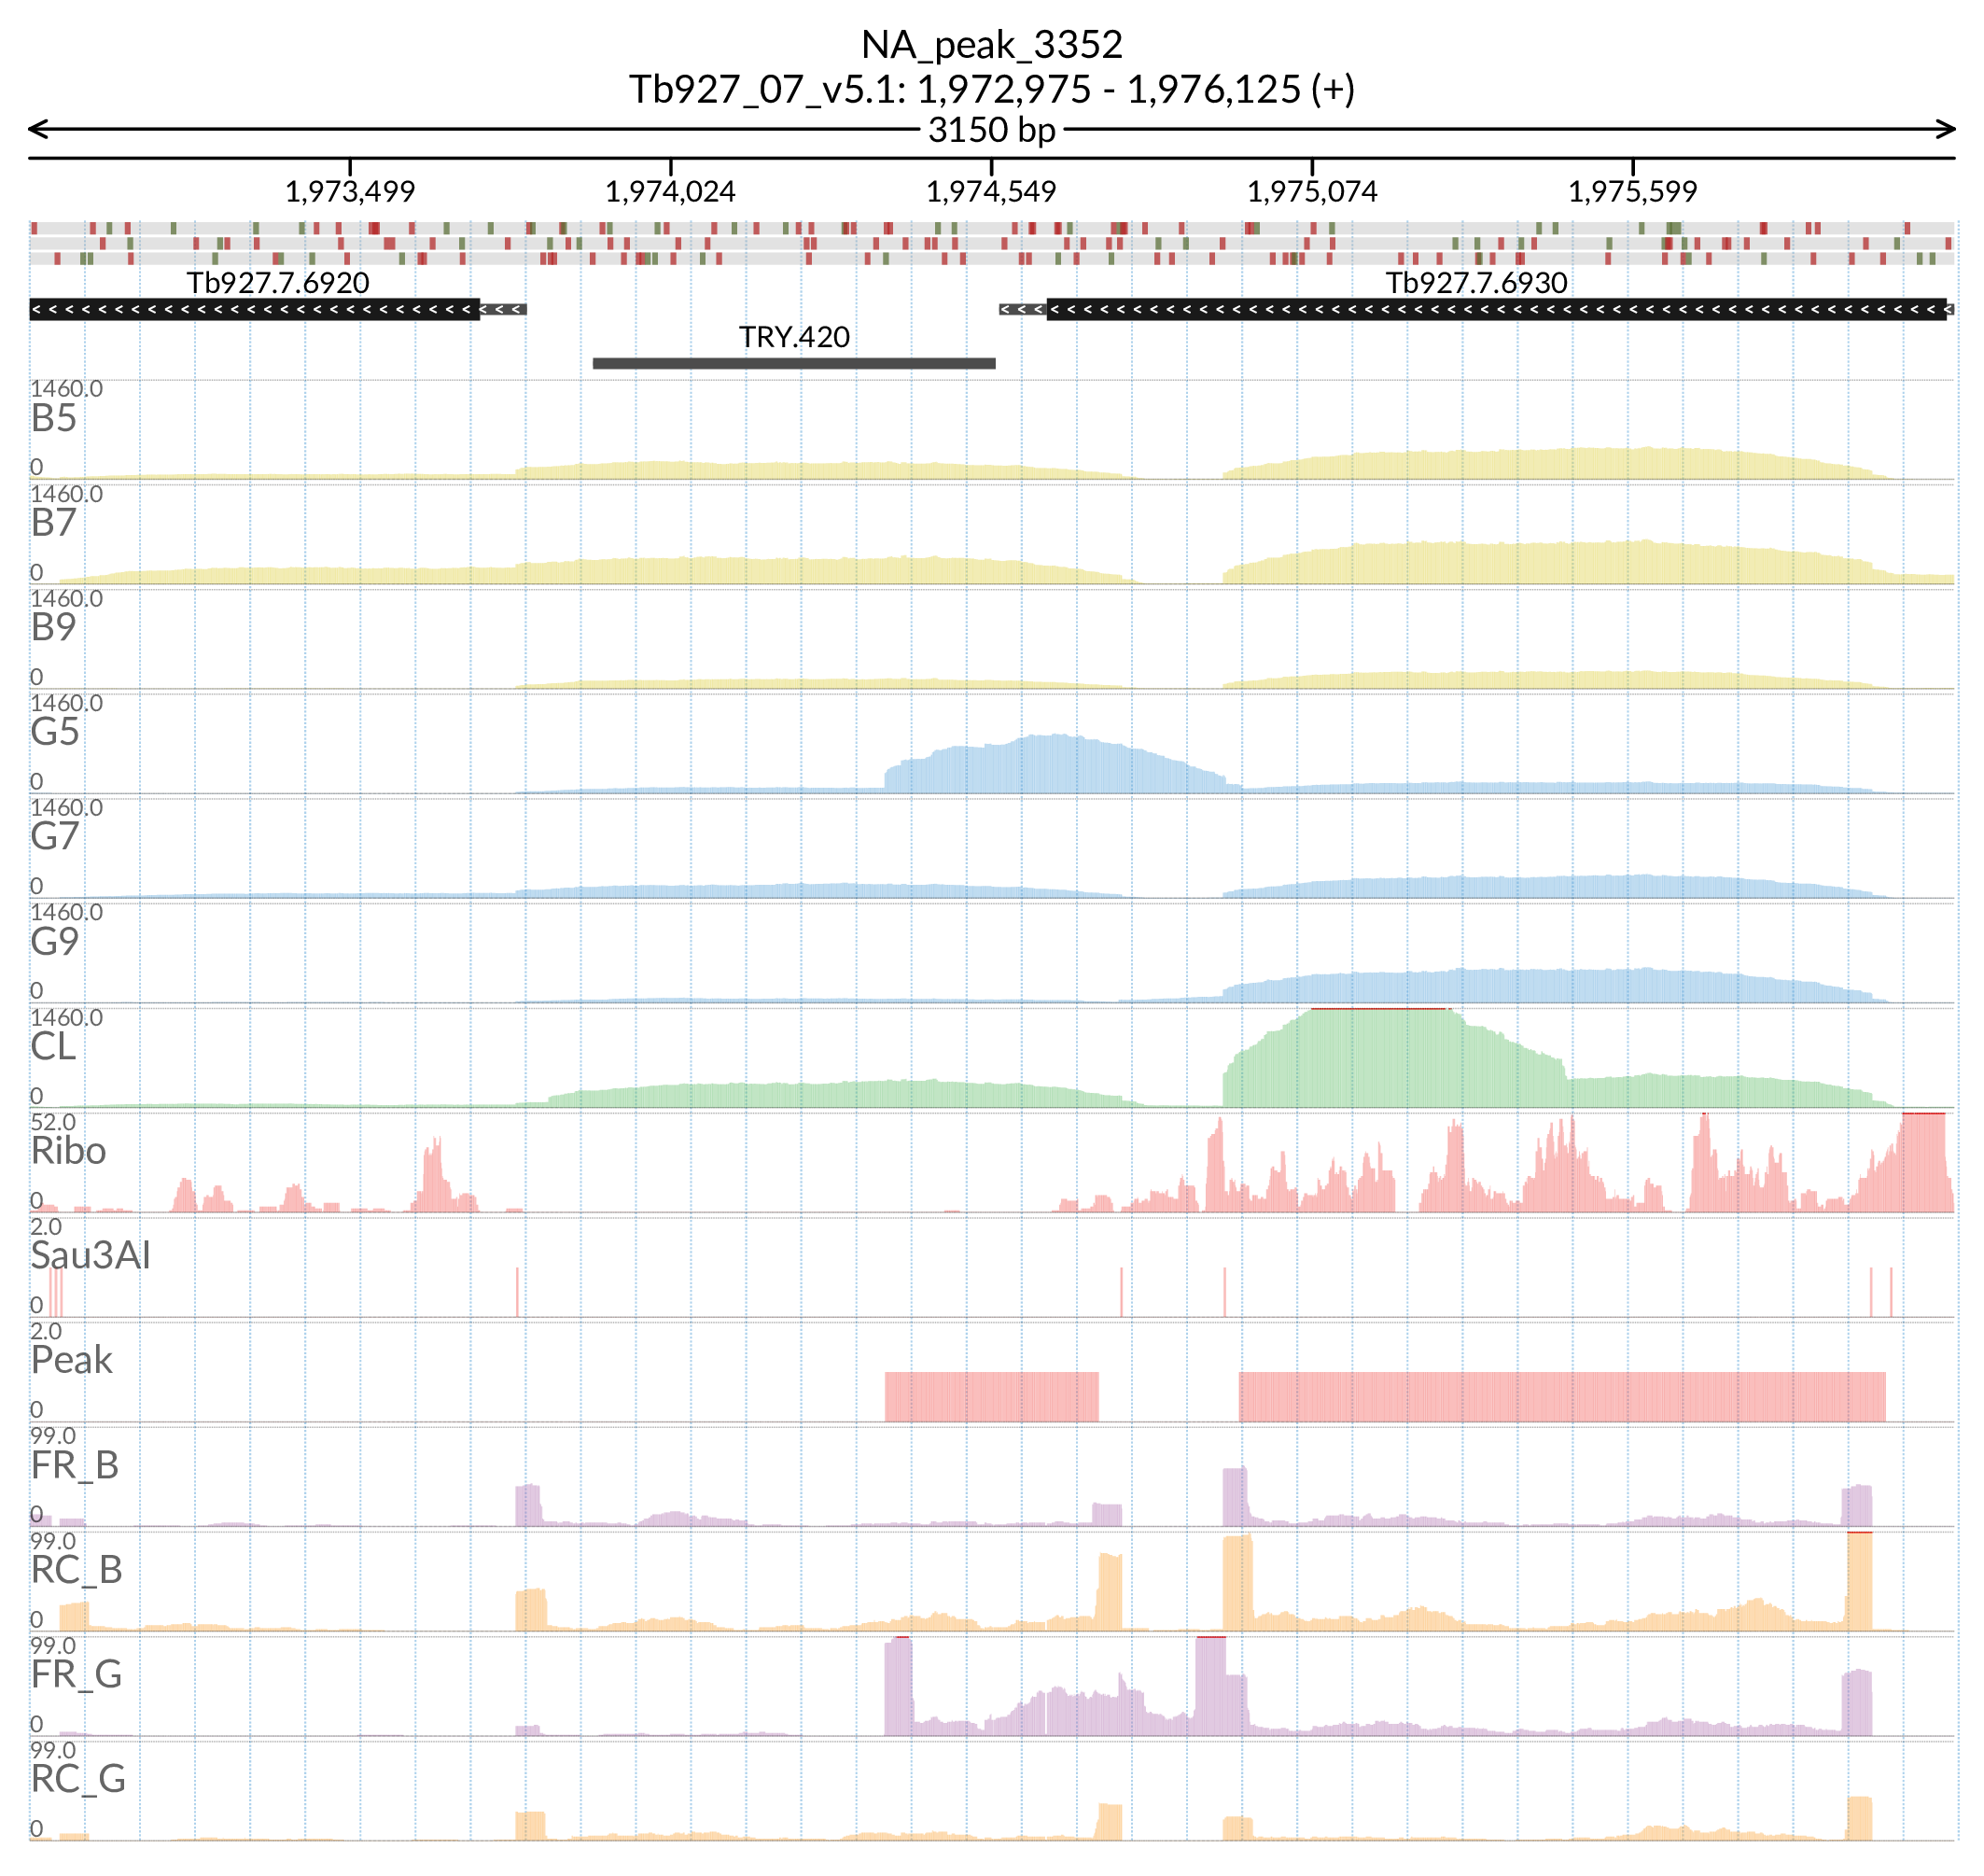 NA_peak_3352
Tb927_07_v5.1: 1,972,975 - 1,976,125 (+)
3150 bp
1,973,499 1,974,024 1,974,549 1,975,074 1,975,599
Tb927.7.6920 Tb927.7.6930
TRY.420
1460.0
B5
0
1460.0
B7
0
1460.0
B9
0
1460.0
G5
0
1460.0
G7
0
1460.0
G9
0
1460.0
CL
0
52.0
Ribo
0
2.0
Sau3AI
0
2.0
Peak
0
99.0
FR_B
0
99.0
RC_B
0
99.0
FR_G
0
99.0
RC_G
0